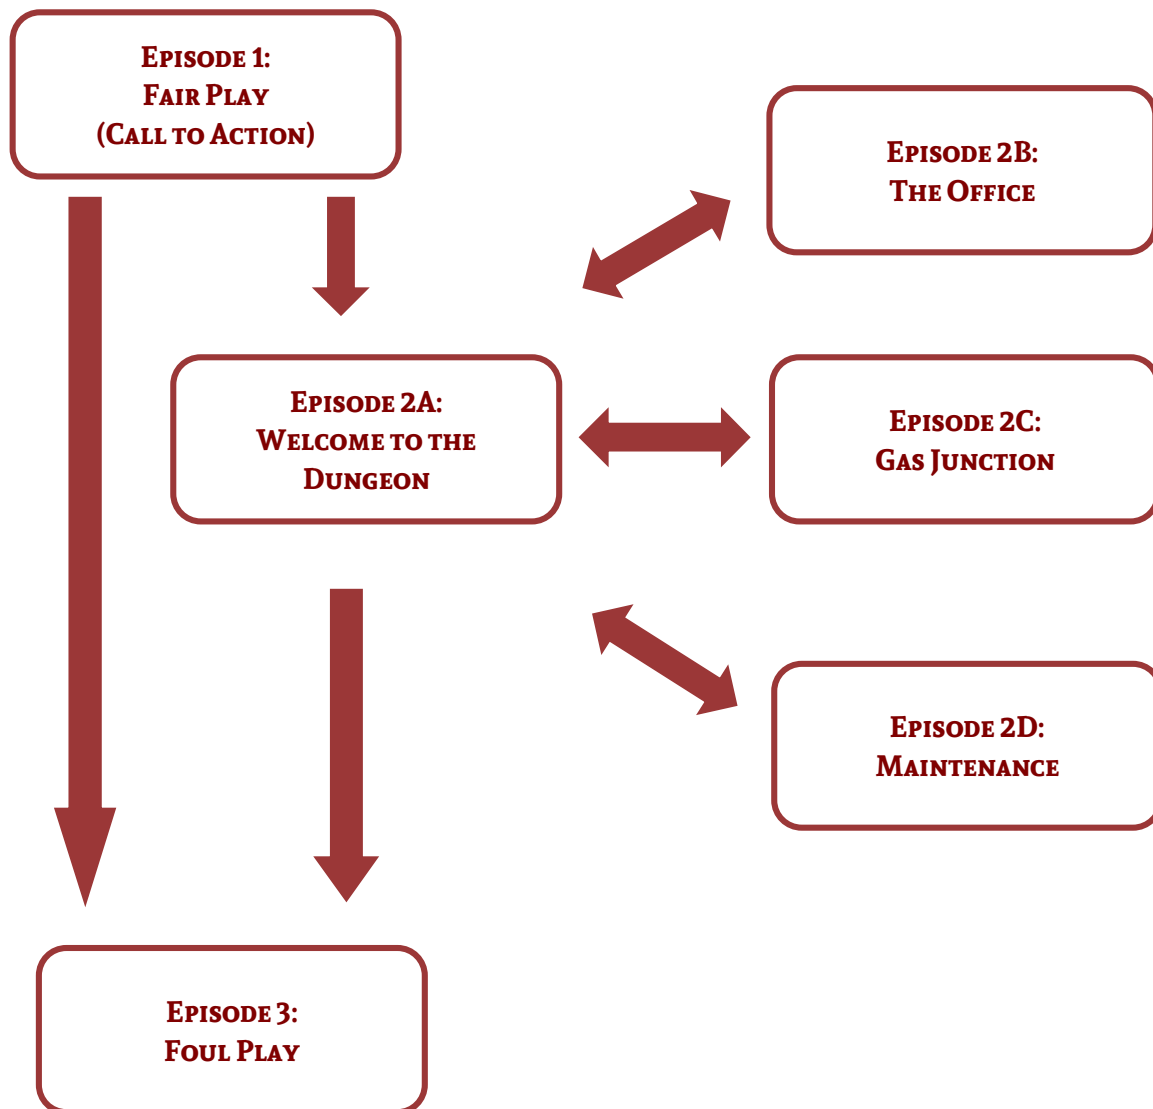 Episode 1:
Fair Play
(Call to Action)
Episode 2B:
The Office
Episode 2A:
Welcome to the
Dungeon
Episode 2C:
Gas Junction
Episode 2D:
Maintenance
Episode 3:
Foul Play